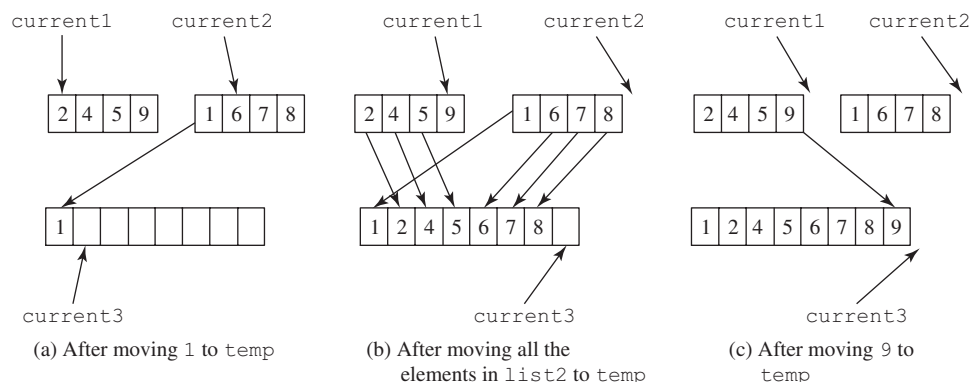 current1 current2
2 4 5 9 1 6 7 8
1
current3
(a) After moving 1 to temp
current1 current2
2 4 5 9 1 6 7 8
1 2 4 5 6 7 8
current3
(b) After moving all the
elements in list2 to temp
current1 current2
2 4 5 9 1 6 7 8
1 2 4 5 6 7 8 9
current3
(c) After moving 9 to
temp